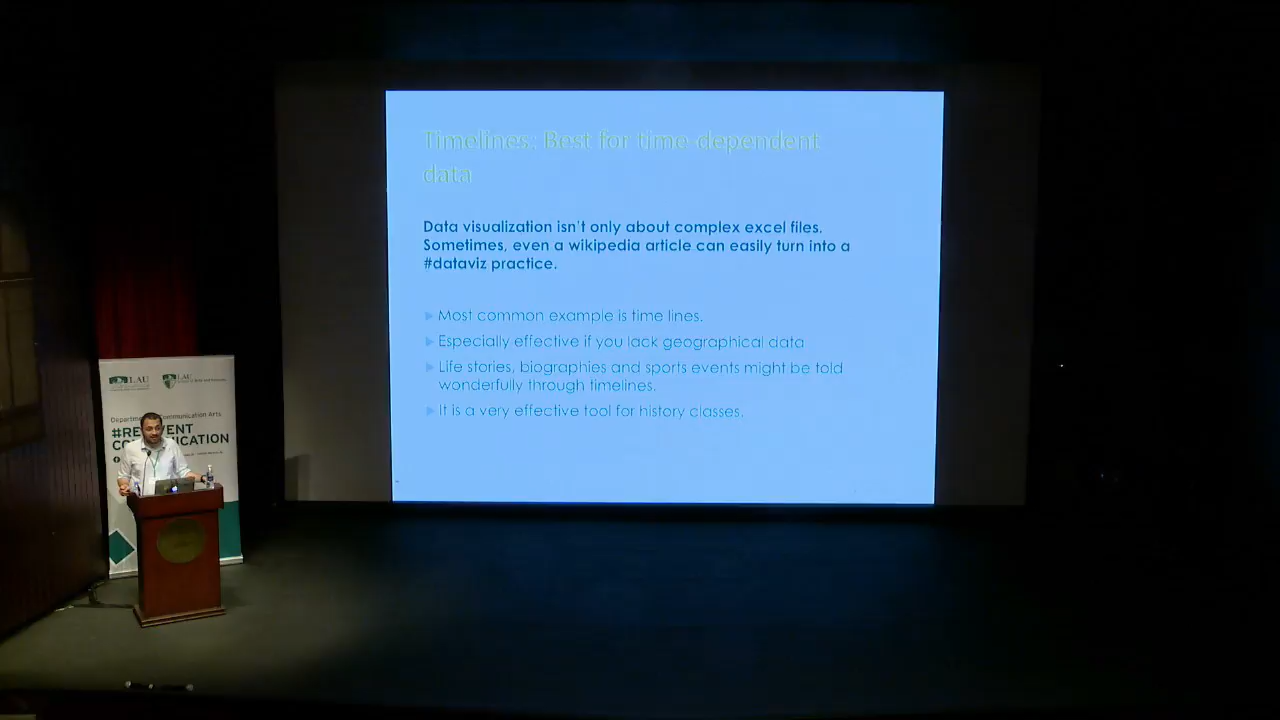 Timelines: Best for time dependent
data
Data visualization isn't only about complex excel files.
Sometimes, even a wikipedia article can easily turn into a
#dataviz practice.
Most common example is time lines.
Especially effective if you lack geographical data
Life stories, biographies and sports events might be told
wonderfully through timelines.
It is a very effective tool for history classes.
LAU
LAU
Communication Arts